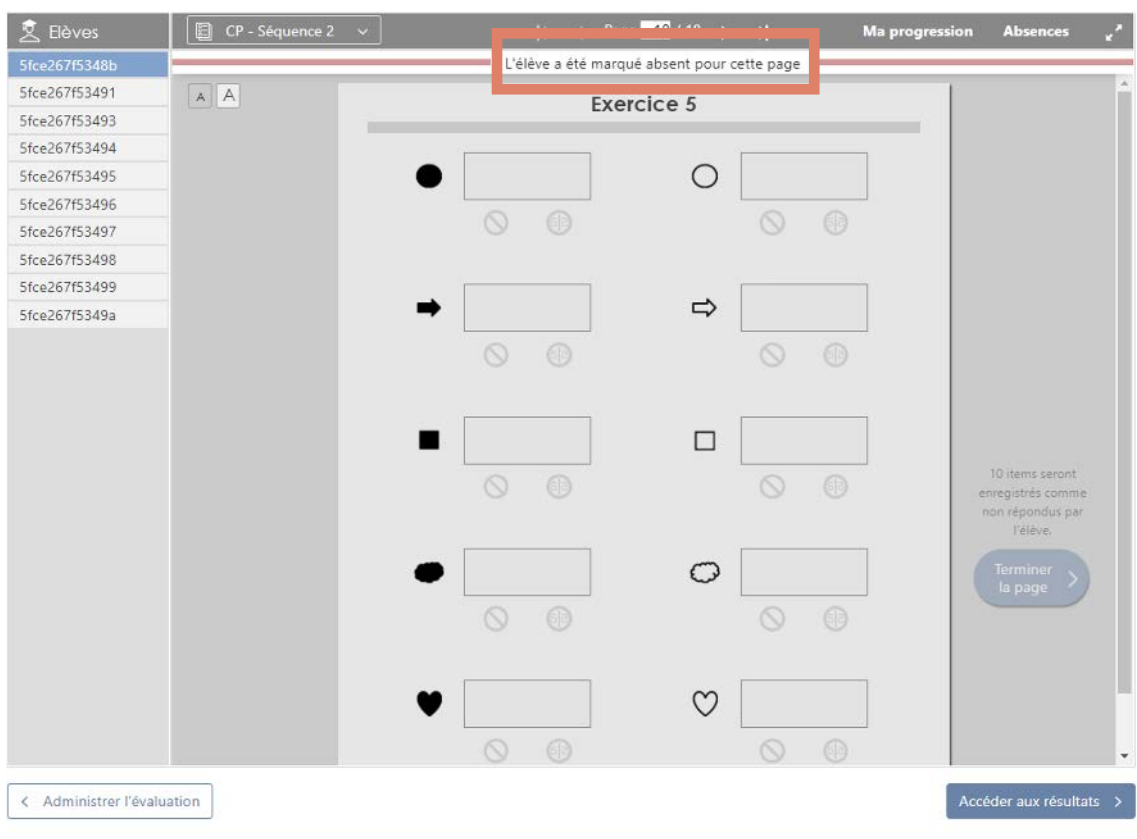 Elèves
CP - Séquence 2
Ma progression
Absences
L'élève a été marqué absent pour cette page
5fce267f5348b
5fce267f53491
5fce267f53493
5fce267f53494
5fce267f53495
5fce267f53496
5fce267f53497
5fce267f53498
5fce267f53499
5fce267f5349a
A A
Exercice 5
10 items seront
enregistrés comme
non répondus par
l'élève.
Terminer
la page
Administrer l'évaluation
Accéder aux résultats